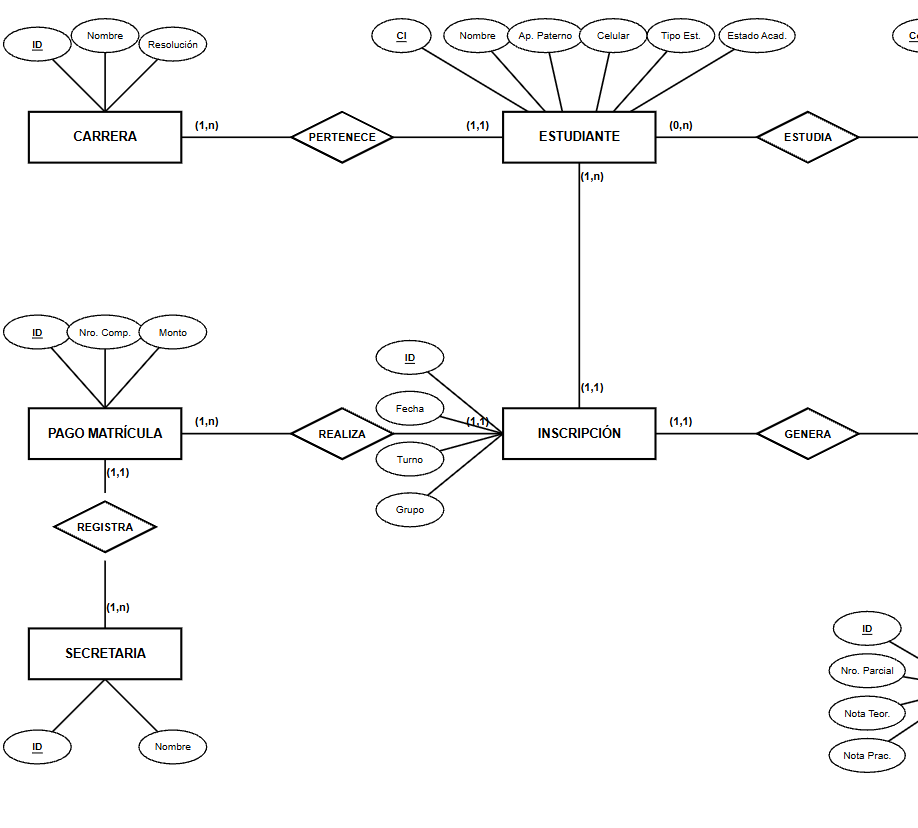 ID
Nombre
Resolución
CI
Nombre
Ap. Paterno
Celular
Tipo Est.
Estado Acad.
CARRERA
(1,n)
PERTENECE
(1,1)
ESTUDIANTE
(0,n)
ESTUDIA
(1,n)
ID
Nro. Comp.
Monto
ID
Fecha
Turno
Grupo
(1,1)
PAGO MATRÍCULA
(1,n)
REALIZA
(1,1)
INSCRIPCIÓN
(1,1)
GENERA
(1,1)
REGISTRA
(1,n)
SECRETARIA
ID
Nombre
ID
Nro. Parcial
Nota Teor.
Nota Prac.